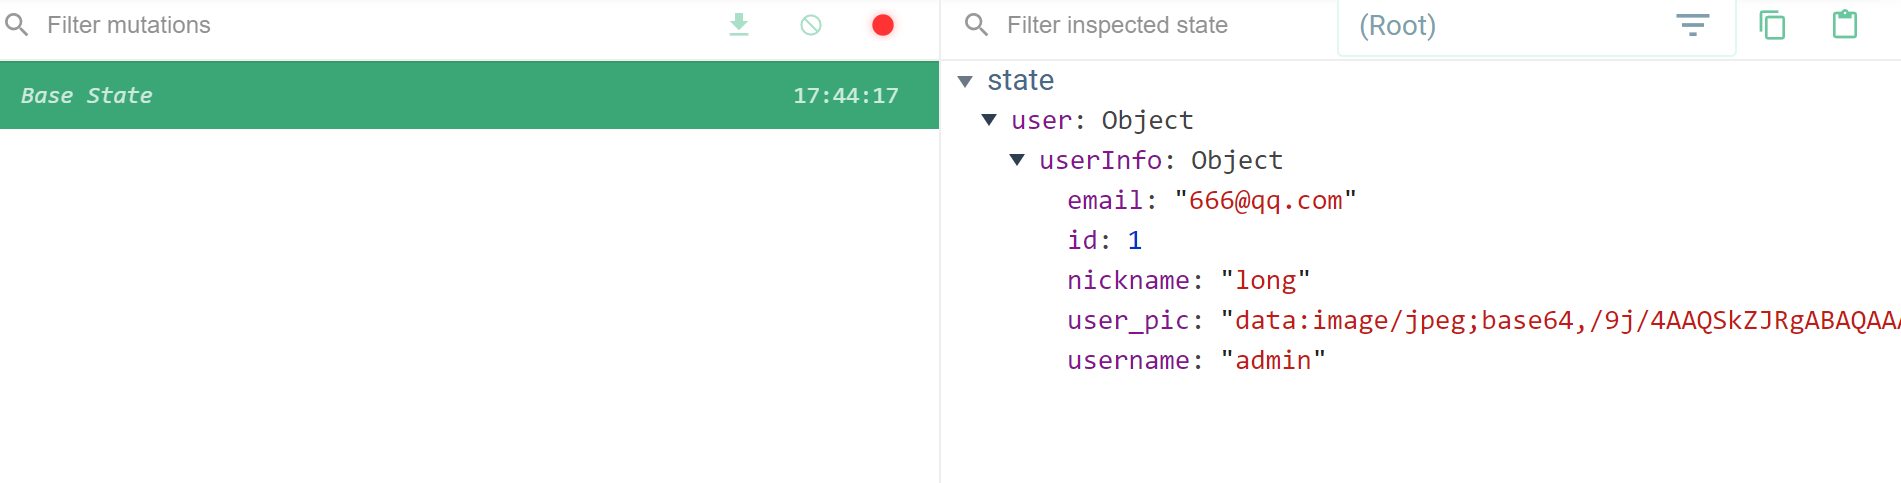 Filter mutations
Base State 17:44:17
Filter inspected state (Root)
state
user: Object
userInfo: Object
email: "666@qq.com"
id: 1
nickname: "long"
user_pic: "data:image/jpeg;base64,/9j/4AAQSkZJRgABAQAAA
username: "admin"